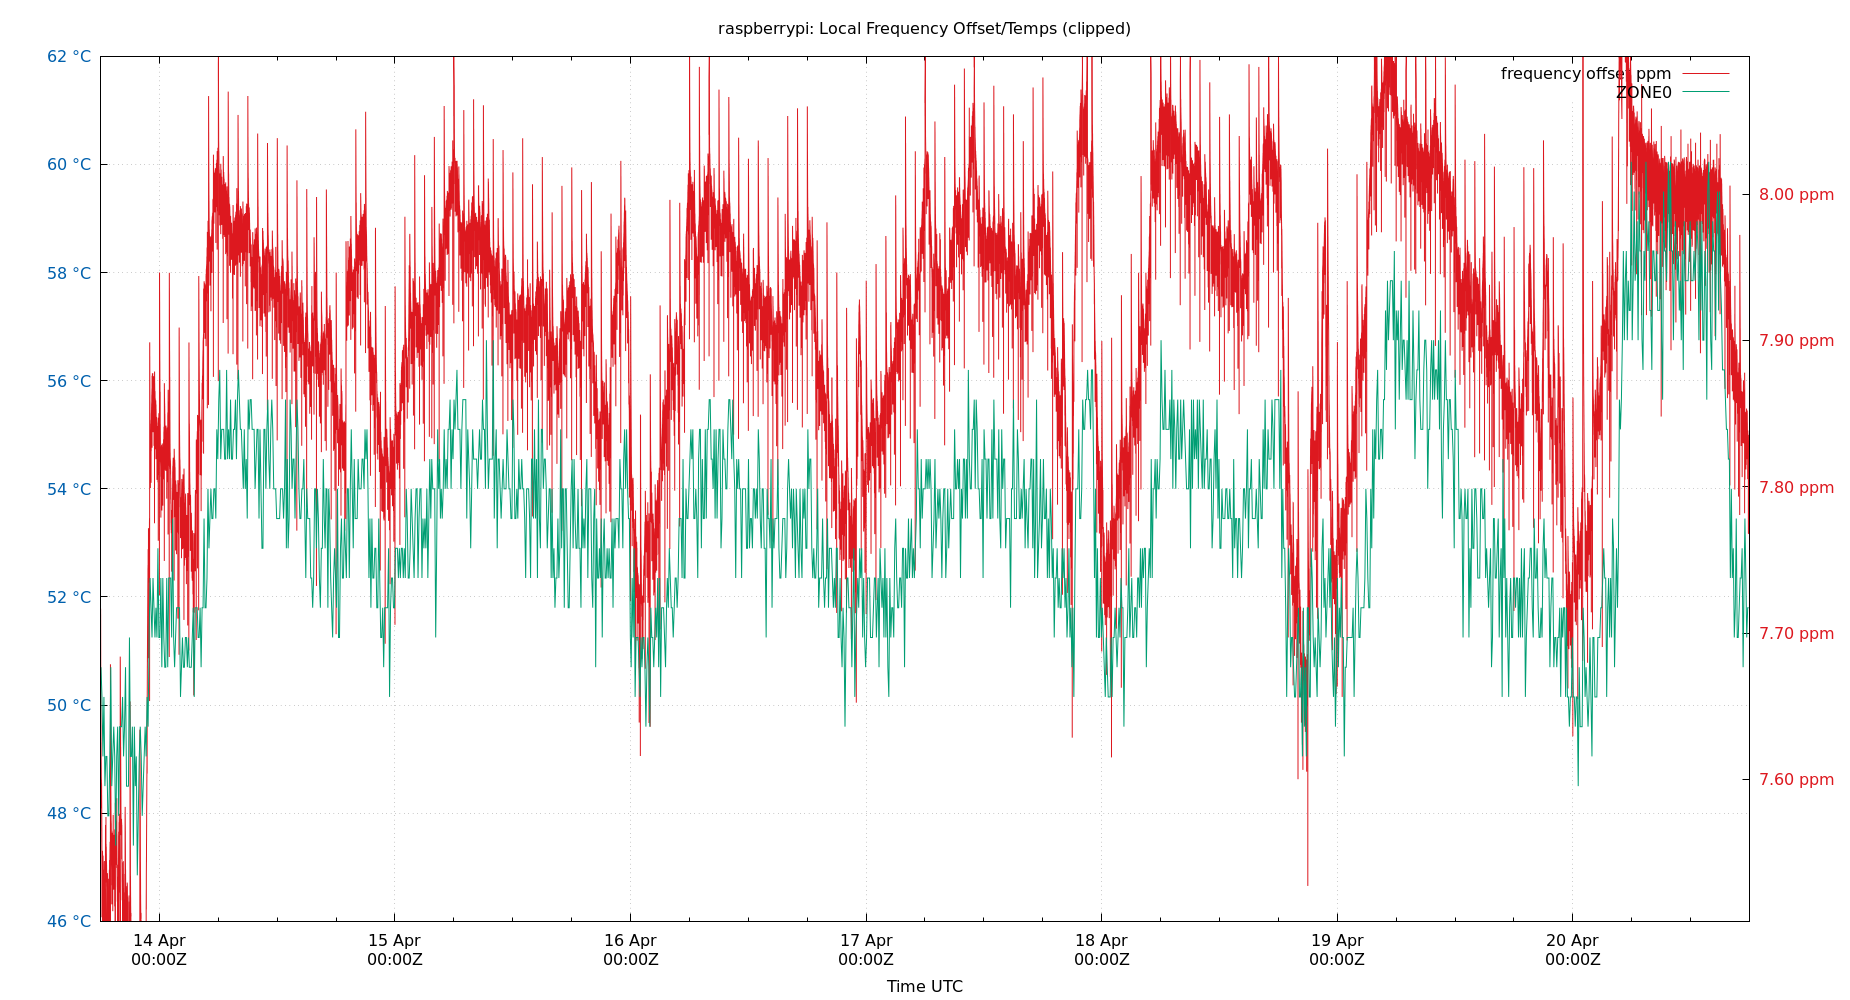 raspberrypi: Local Frequency Offset/Temps (clipped)
62 °C
60 °C
58 °C
56 °C
54 °C
52 °C
50 °C
48 °C
46 °C
frequency offset ppm
ZONE0
8.00 ppm
7.90 ppm
7.80 ppm
7.70 ppm
7.60 ppm
14 Apr
00:00Z
15 Apr
00:00Z
16 Apr
00:00Z
17 Apr
00:00Z
18 Apr
00:00Z
19 Apr
00:00Z
20 Apr
00:00Z
Time UTC